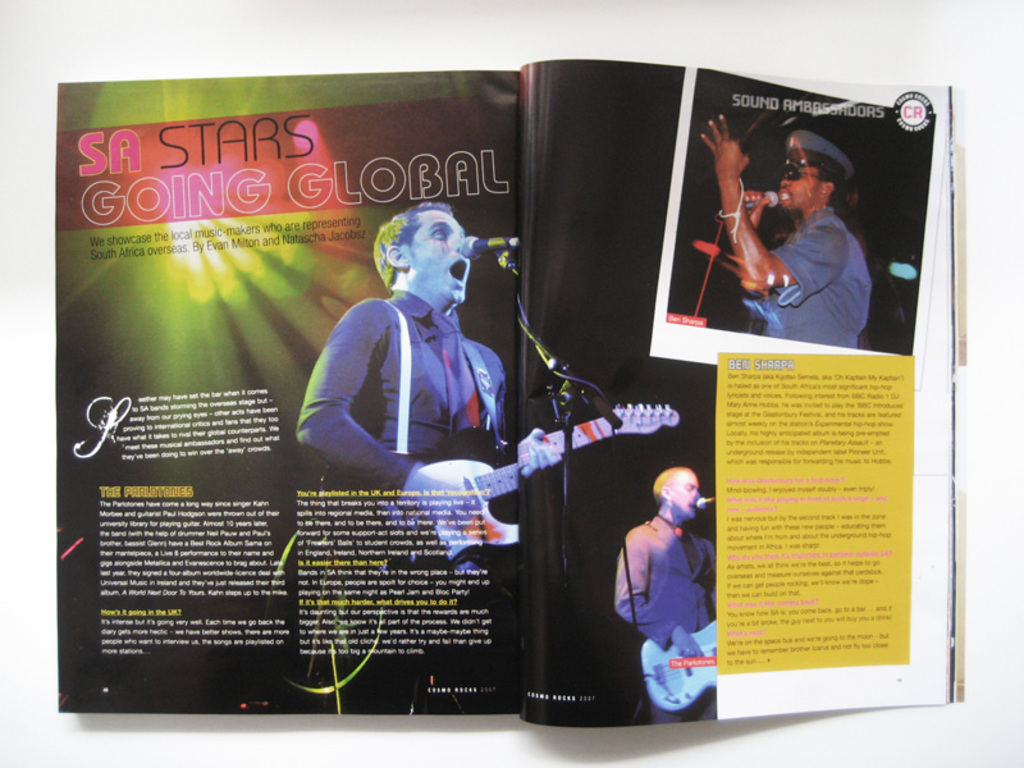 SA STARS
GOING GLOBAL
We showcase the local music-makers who are representing
South Africa overseas. By Evan Milton and Natascha Jacobsz
eether may have set the bar when it comes
to SA bands storming the overseas stage but –
away from our prying eyes – other acts have been
proving to international critics and fans that they too
have what it takes to rival their global counterparts. We
meet these musical ambassadors and find out what
they've been doing to win over the 'away' crowds.
THE PARLOTONES
The Parlotones have come a long way since singer Kahn
Morbee and guitarist Paul Hodgson were thrown out of their
university library for playing guitar. Almost 10 years later,
the band (with the help of drummer Neil Pauw and Paul's
brother, bassist Glenn) have a Best Rock Album Sama on
their mantelpiece, a Live 8 performance to their name and
gigs alongside Metallica and Evanescence to brag about. Late
last year, they signed a four-album worldwide-licence deal with
Universal Music in Ireland and they've just released their third
album, A World Next Door To Yours. Kahn steps up to the mike.
How's it going in the UK?
It's intense but it's going very well. Each time we go back the
diary gets more hectic – we have better shows, there are more
people who want to interview us, the songs are playlisted on
more stations…
You're playlisted in the UK and Europe. Is that 'recognition'?
The thing that breaks you into a territory is playing live – it
spills into regional media, then into national media. You need
to be there, and to be there, and to be there. We've been put
forward for some support-act slots and we're playing a series
of 'Freshers' Balls' to student crowds, as well as performing
in England, Ireland, Northern Ireland and Scotland.
Is it easier there than here?
Bands in SA think that they're in the wrong place – but they're
not. In Europe, people are spoilt for choice – you might end up
playing on the same night as Pearl Jam and Bloc Party!
If it's that much harder, what drives you to do it?
It's daunting but our perspective is that the rewards are much
bigger. Also, we know it's hard. We didn't get
to where we are in just a few years. It's a maybe-maybe thing
but it's like that old cliché: we'd rather try and fail than give up
because it's too big a mountain to climb.
COSMO ROCKS 2007
COSMO ROCKS 2007
SOUND AMBASSADORS
COSMO ROCKS
CR
COSMO ROCKS
Ben Sharpa
BEN SHARPA
Ben Sharpa (aka Kgotso Semela, aka 'Oh Kaptain My Kaptain')
is hailed as one of South Africa's most significant hip-hop
lyricists and voices. Following interest from BBC Radio 1 DJ
Mary Anne Hobbs, he was invited to play the 'BBC Introduces'
stage at the Glastonbury Festival, and his tracks are featured
almost weekly on the station's Experimental hip-hop show.
Locally, his highly anticipated album is being pre-empted
by the inclusion of his tracks on Planetary Assault – an
underground release by independent label Pioneer Unit,
which was responsible for forwarding his music to Hobbs.
How was Glastonbury for a first-timer?
Mind-blowing. I enjoyed myself doubly – even triply!
I was nervous but by the second track I was in the zone
and having fun with these new people – educating them
about where I'm from and about the underground hip-hop
movement in Africa. I was sharp!
Why do you think it's important to perform outside SA?
As artists, we all think we're the best, so it helps to go
overseas and measure ourselves against that yardstick.
If we can get people rocking, we'll know we're dope –
then we can build on that.
What was it like coming back?
You know how SA is: you come back, go to a bar … and if
you're a bit broke, the guy next to you will buy you a drink!
What's next?
We're on the space bus and we're going to the moon – but
we have to remember brother Icarus and not fly too close
to the sun …
The Parlotones